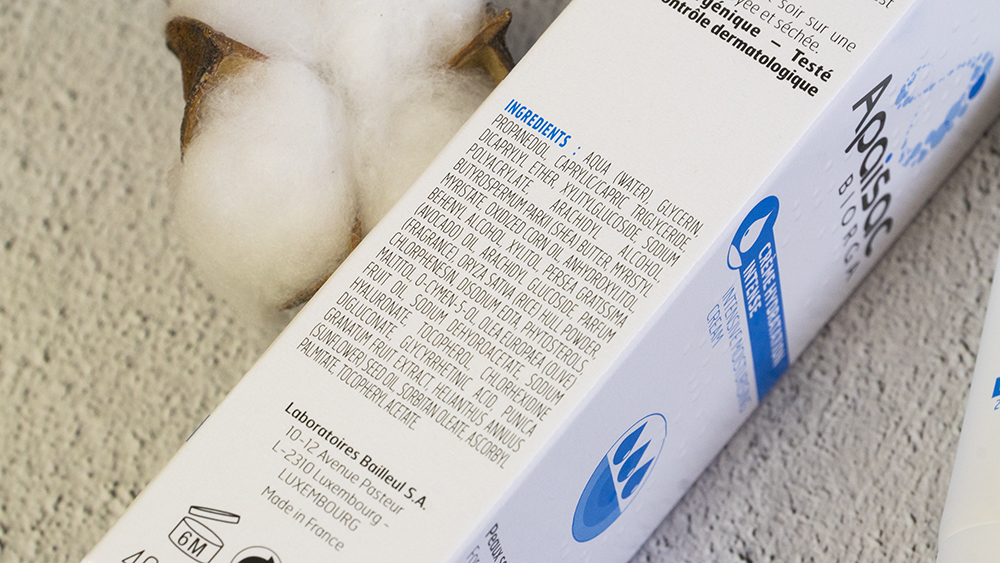 soir sur une
yée et séchée.
rgénique – Testé
ontrôle dermatologique
INGREDIENTS : AQUA (WATER), GLYCERIN
PROPANEDIOL, CAPRYLIC/CAPRIC TRIGLYCERIDE,
DICAPRYLYL ETHER, XYLITYLGLUCOSIDE, SODIUM
POLYACRYLATE, ARACHIDYL ALCOHOL,
BUTYROSPERMUM PARKII (SHEA) BUTTER, MYRISTYL
MYRISTATE, OXIDIZED CORN OIL, ANHYDROXYLITOL,
BEHENYL ALCOHOL, XYLITOL, PERSEA GRATISSIMA
(AVOCADO) OIL, ARACHIDYL GLUCOSIDE, PARFUM
(FRAGRANCE), ORYZA SATIVA (RICE) HULL POWDER,
CHLORPHENESIN, DISODIUM EDTA, PHYTOSTEROLS,
MALTITOL, O-CYMEN-5-OL, OLEA EUROPAEA (OLIVE)
FRUIT OIL, SODIUM DEHYDROACETATE, SODIUM
HYALURONATE, TOCOPHEROL, CHLORHEXIDINE
DIGLUCONATE, GLYCYRRHETINIC ACID, PUNICA
GRANATUM FRUIT EXTRACT, HELIANTHUS ANNUUS
(SUNFLOWER) SEED OIL, SORBITAN OLEATE, ASCORBYL
PALMITATE, TOCOPHERYL ACETATE.
Laboratoires Bailleul S.A.
10-12 Avenue Pasteur
L-2310 Luxembourg -
LUXEMBOURG
Made in France
6M
Apaisac
BIORGA
CRÈME HYDRATATION
INTENSE
INTENSIVE MOISTURISING
CREAM
Peaux s